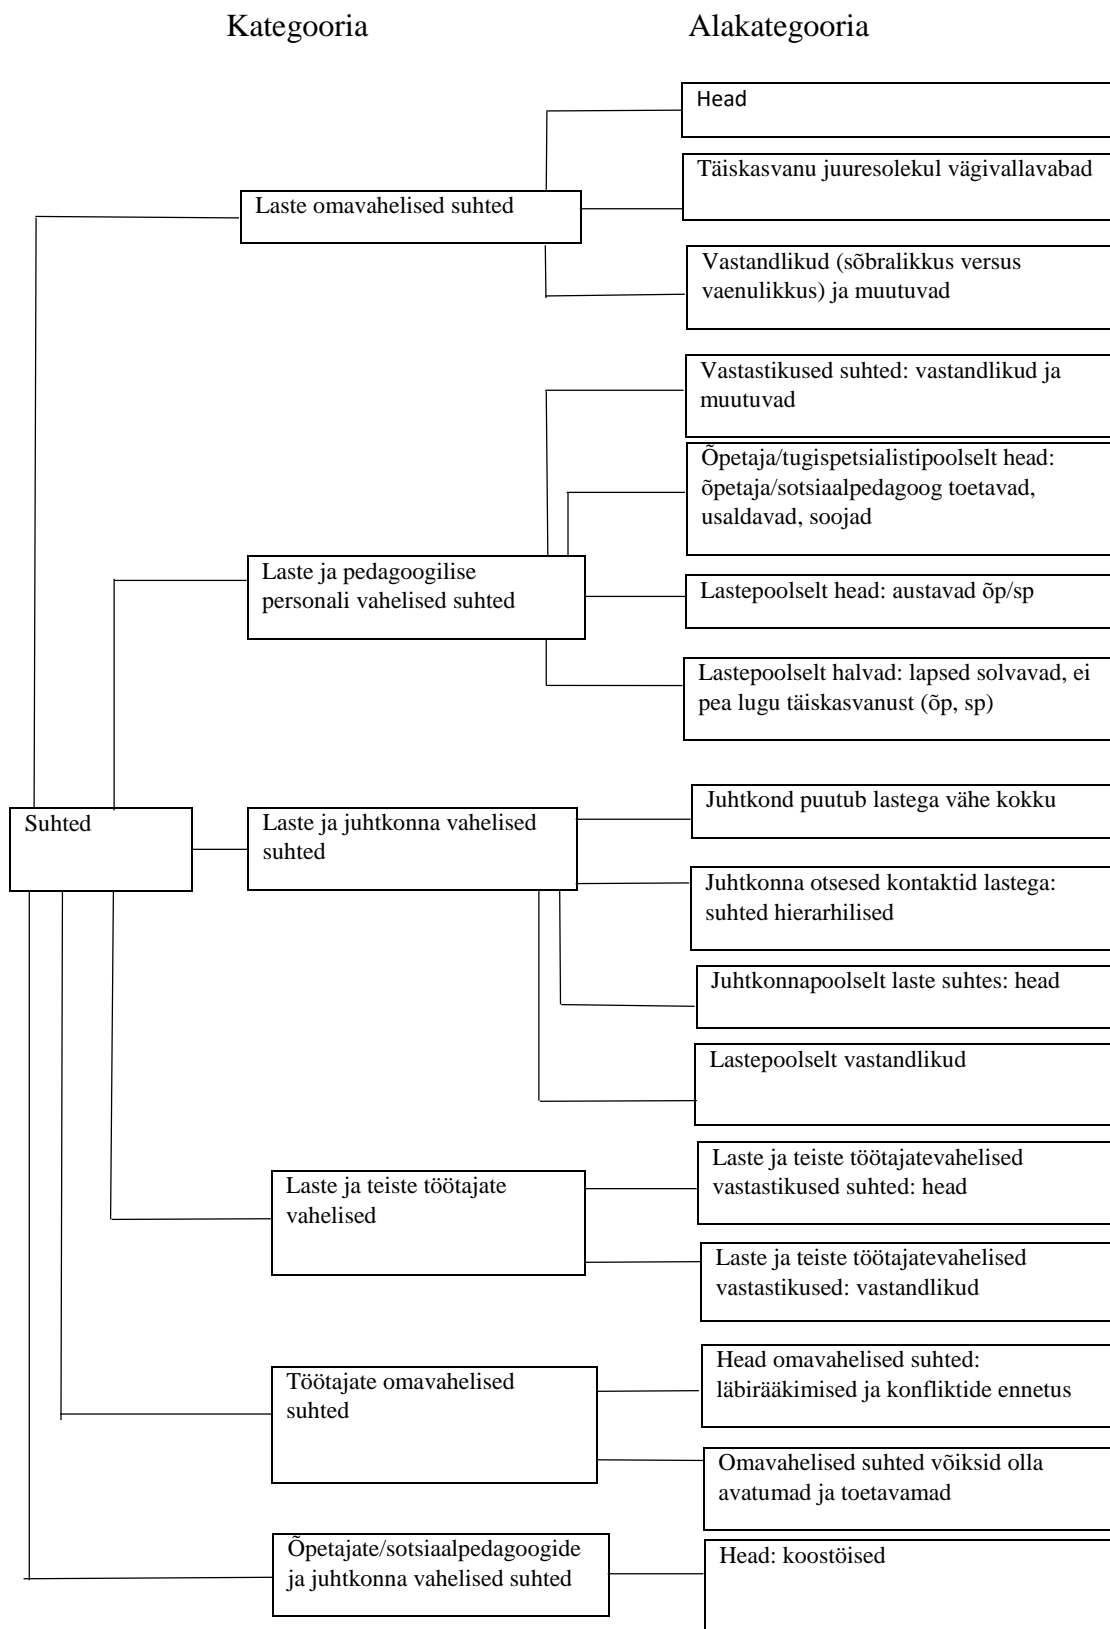 Kategooria
Alakategooria
Head
Täiskasvanu juuresolekul vägivallavabad
Laste omavahelised suhted
Vastandlikud (sõbralikkus versus
vaenulikkus) ja muutuvad
Vastastikused suhted: vastandlikud ja
muutuvad
Õpetaja/tugispetsialistipoolselt head:
õpetaja/sotsiaalpedagoog toetavad,
usaldavad, soojad
Laste ja pedagoogilise
personali vahelised suhted
Lastepoolselt head: austavad õp/sp
Lastepoolselt halvad: lapsed solvavad, ei
pea lugu täiskasvanust (õp, sp)
Suhted
Laste ja juhtkonna vahelised
suhted
Juhtkond puutub lastega vähe kokku
Juhtkonna otsesed kontaktid lastega:
suhted hierarhilised
Juhtkonnapoolselt laste suhtes: head
Lastepoolselt vastandlikud
Laste ja teiste töötajate
vahelised
Laste ja teiste töötajatevahelised
vastastikused suhted: head
Laste ja teiste töötajatevahelised
vastastikused: vastandlikud
Töötajate omavahelised
suhted
Head omavahelised suhted:
läbirääkimised ja konfliktide ennetus
Omavahelised suhted võiksid olla
avatumad ja toetavamad
Õpetajate/sotsiaalpedagoogide
ja juhtkonna vahelised suhted
Head: koostöised